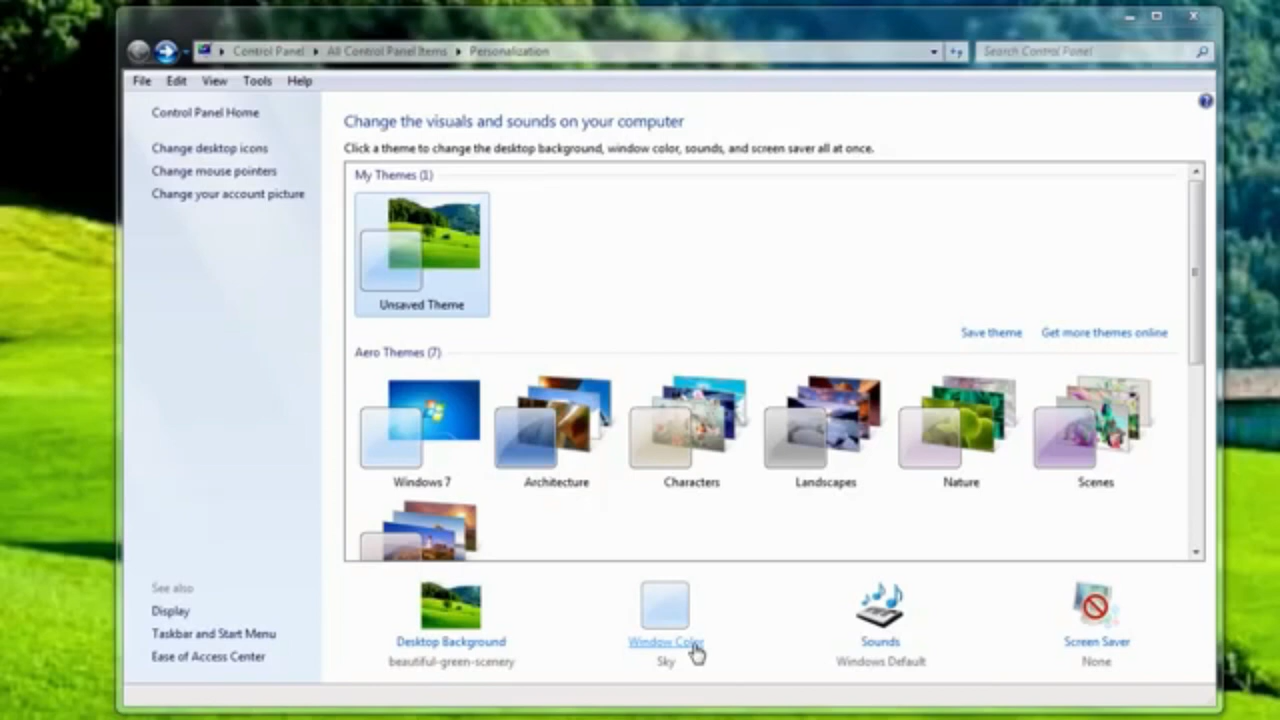 Control Panel ▸ All Control Panel Items ▸ Personalization
Search Control Panel
File Edit View Tools Help
Control Panel Home
Change desktop icons
Change mouse pointers
Change your account picture
Change the visuals and sounds on your computer
Click a theme to change the desktop background, window color, sounds, and screen saver all at once.
My Themes (1)
Unsaved Theme
Save theme Get more themes online
Aero Themes (7)
Windows 7 Architecture Characters Landscapes Nature Scenes
See also
Display
Taskbar and Start Menu
Ease of Access Center
Desktop Background
beautiful-green-scenery
Window Color
Sky
Sounds
Windows Default
Screen Saver
None